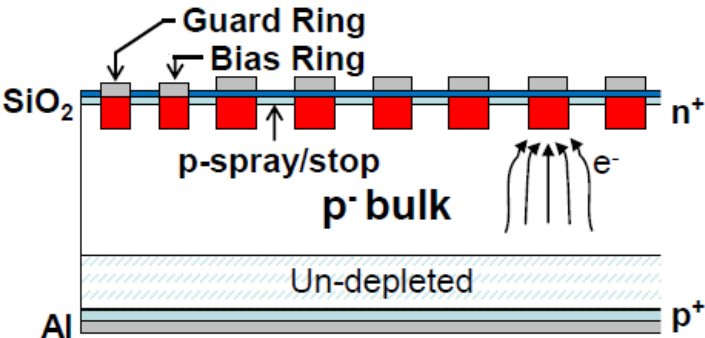 Guard Ring
Bias Ring
SiO₂
n⁺
p-spray/stop
e⁻
p⁻ bulk
Un-depleted
p⁺
Al